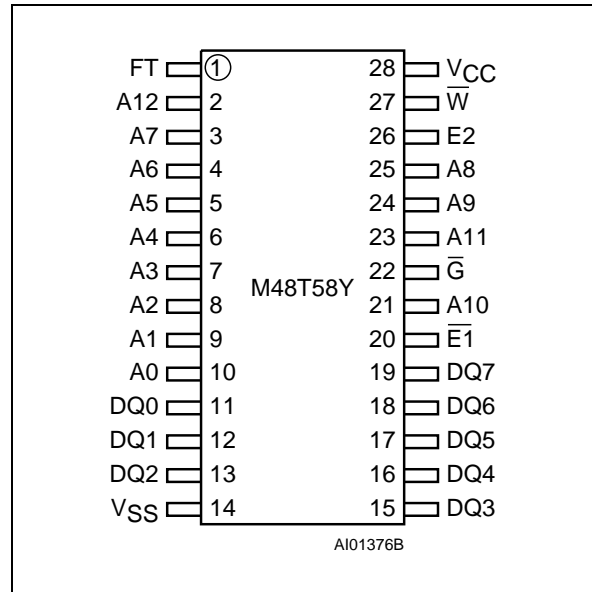 FT 1 28 VCC
A12 2 27 W̅
A7 3 26 E2
A6 4 25 A8
A5 5 24 A9
A4 6 23 A11
A3 7 22 G̅
M48T58Y
A2 8 21 A10
A1 9 20 E̅1̅
A0 10 19 DQ7
DQ0 11 18 DQ6
DQ1 12 17 DQ5
DQ2 13 16 DQ4
VSS 14 15 DQ3
AI01376B